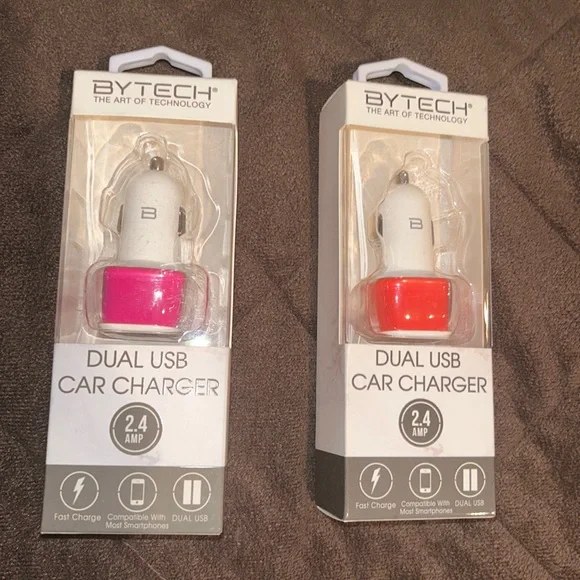 BYTECH®
THE ART OF TECHNOLOGY
B
DUAL USB
CAR CHARGER
2.4
AMP
Fast Charge
Compatible With
Most Smartphones
DUAL USB
BYTECH®
THE ART OF TECHNOLOGY
B
DUAL USB
CAR CHARGER
2.4
AMP
Fast Charge
Compatible With
Most Smartphones
DUAL USB